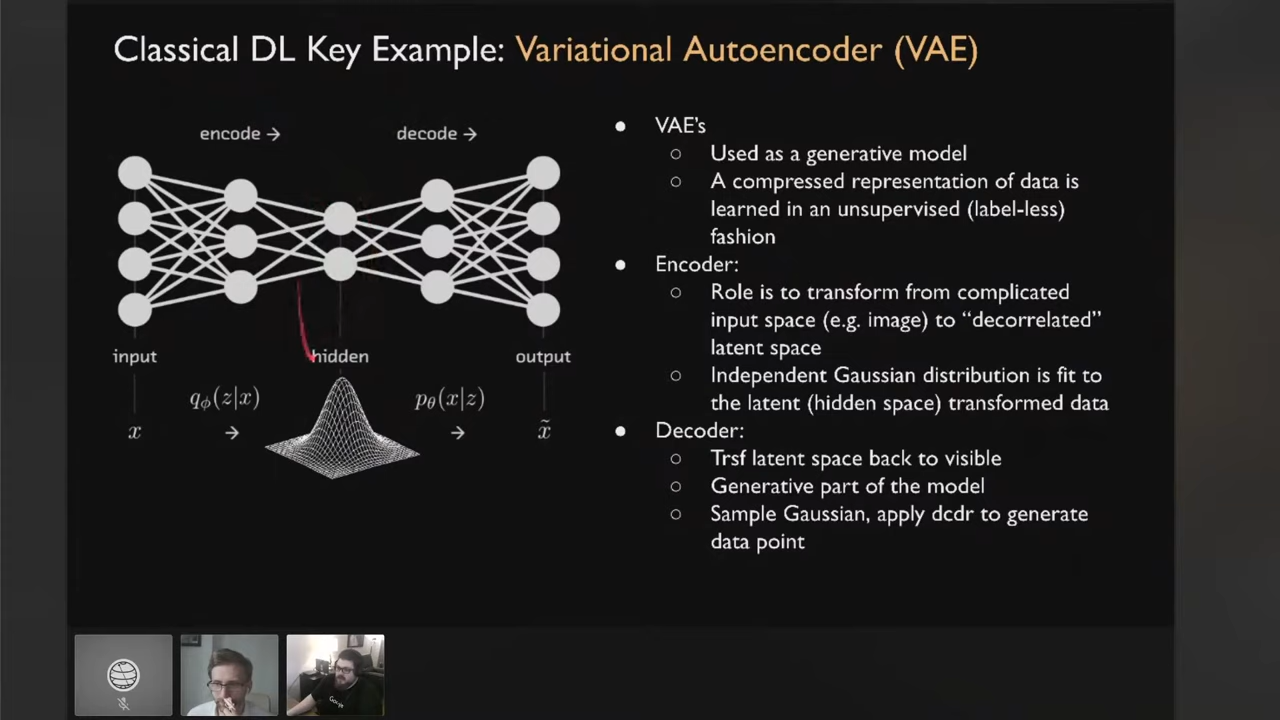 Classical DL Key Example: Variational Autoencoder (VAE)
encode →
decode →
input
hidden
output
q_ϕ(z|x)
p_θ(x|z)
x
→
→
x̃
● VAE's
○ Used as a generative model
○ A compressed representation of data is
learned in an unsupervised (label-less)
fashion
● Encoder:
○ Role is to transform from complicated
input space (e.g. image) to “decorrelated”
latent space
○ Independent Gaussian distribution is fit to
the latent (hidden space) transformed data
● Decoder:
○ Trsf latent space back to visible
○ Generative part of the model
○ Sample Gaussian, apply dcdr to generate
data point